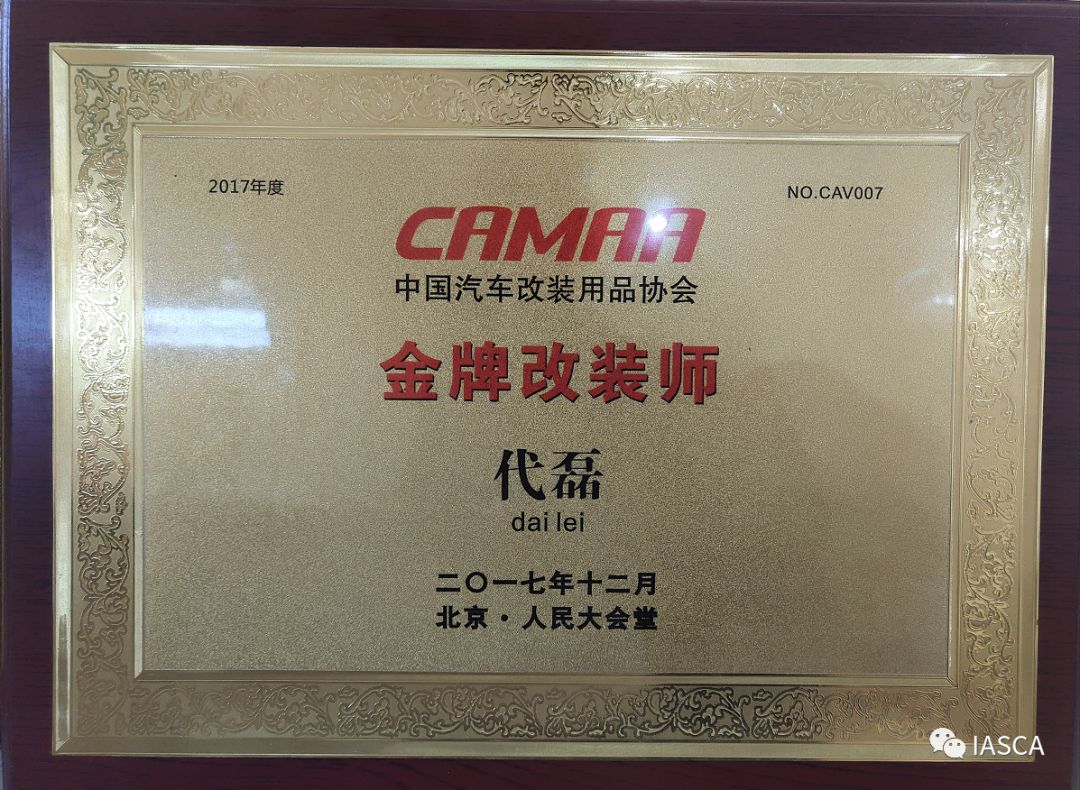 2017年度
NO.CAV007
CAMAA
中国汽车改装用品协会
金牌改装师
代磊
dai lei
二〇一七年十二月
北京·人民大会堂
IASCA